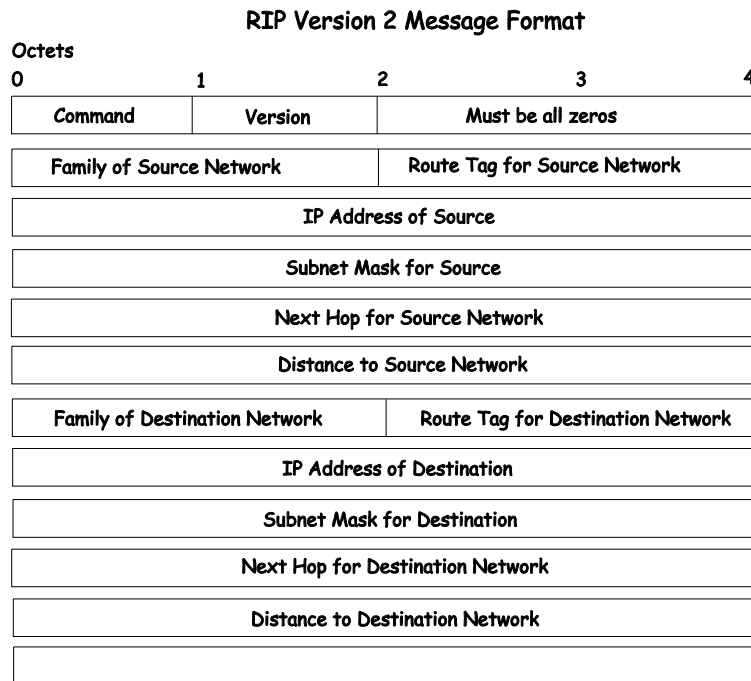 RIP Version 2 Message Format
Octets
0 1 2 3 4
Command Version Must be all zeros
Family of Source Network Route Tag for Source Network
IP Address of Source
Subnet Mask for Source
Next Hop for Source Network
Distance to Source Network
Family of Destination Network Route Tag for Destination Network
IP Address of Destination
Subnet Mask for Destination
Next Hop for Destination Network
Distance to Destination Network